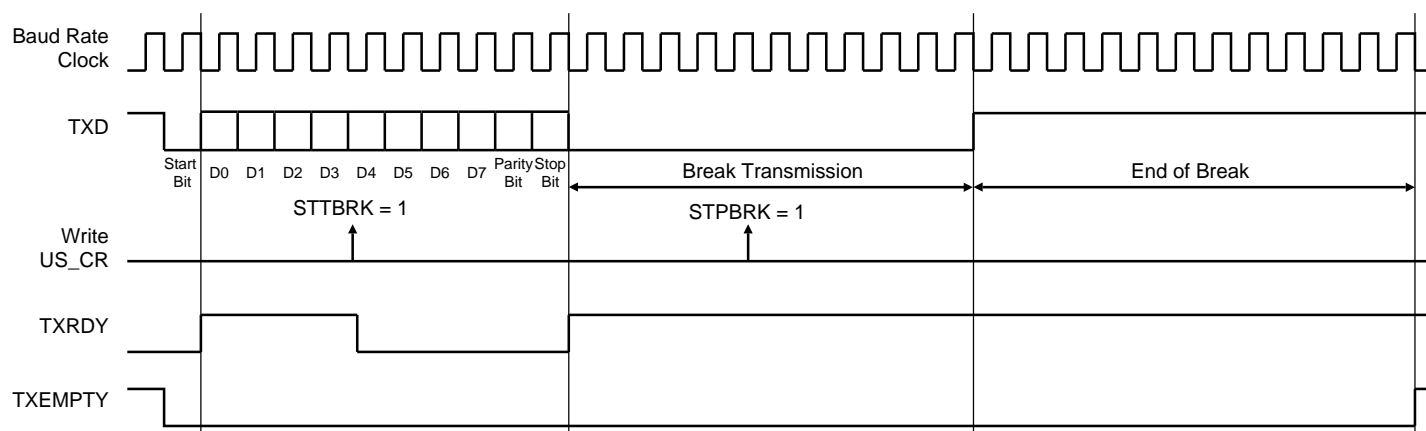 Baud Rate
Clock
TXD
Start
Bit
D0
D1
D2
D3
D4
D5
D6
D7
Parity
Bit
Stop
Bit
Break Transmission
End of Break
STTBRK = 1
STPBRK = 1
Write
US_CR
TXRDY
TXEMPTY